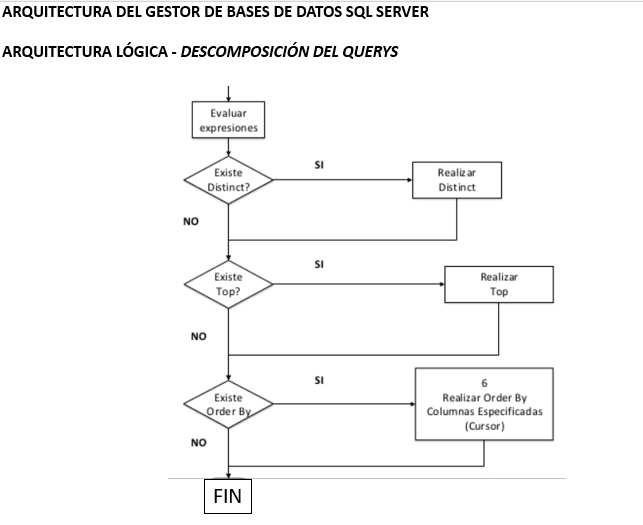 ARQUITECTURA DEL GESTOR DE BASES DE DATOS SQL SERVER
ARQUITECTURA LÓGICA - DESCOMPOSICIÓN DEL QUERYS
Evaluar
expresiones
Existe
Distinct?
SI
Realizar
Distinct
NO
Existe
Top?
SI
Realizar
Top
NO
Existe
Order By
SI
6
Realizar Order By
Columnas Especificadas
(Cursor)
NO
FIN